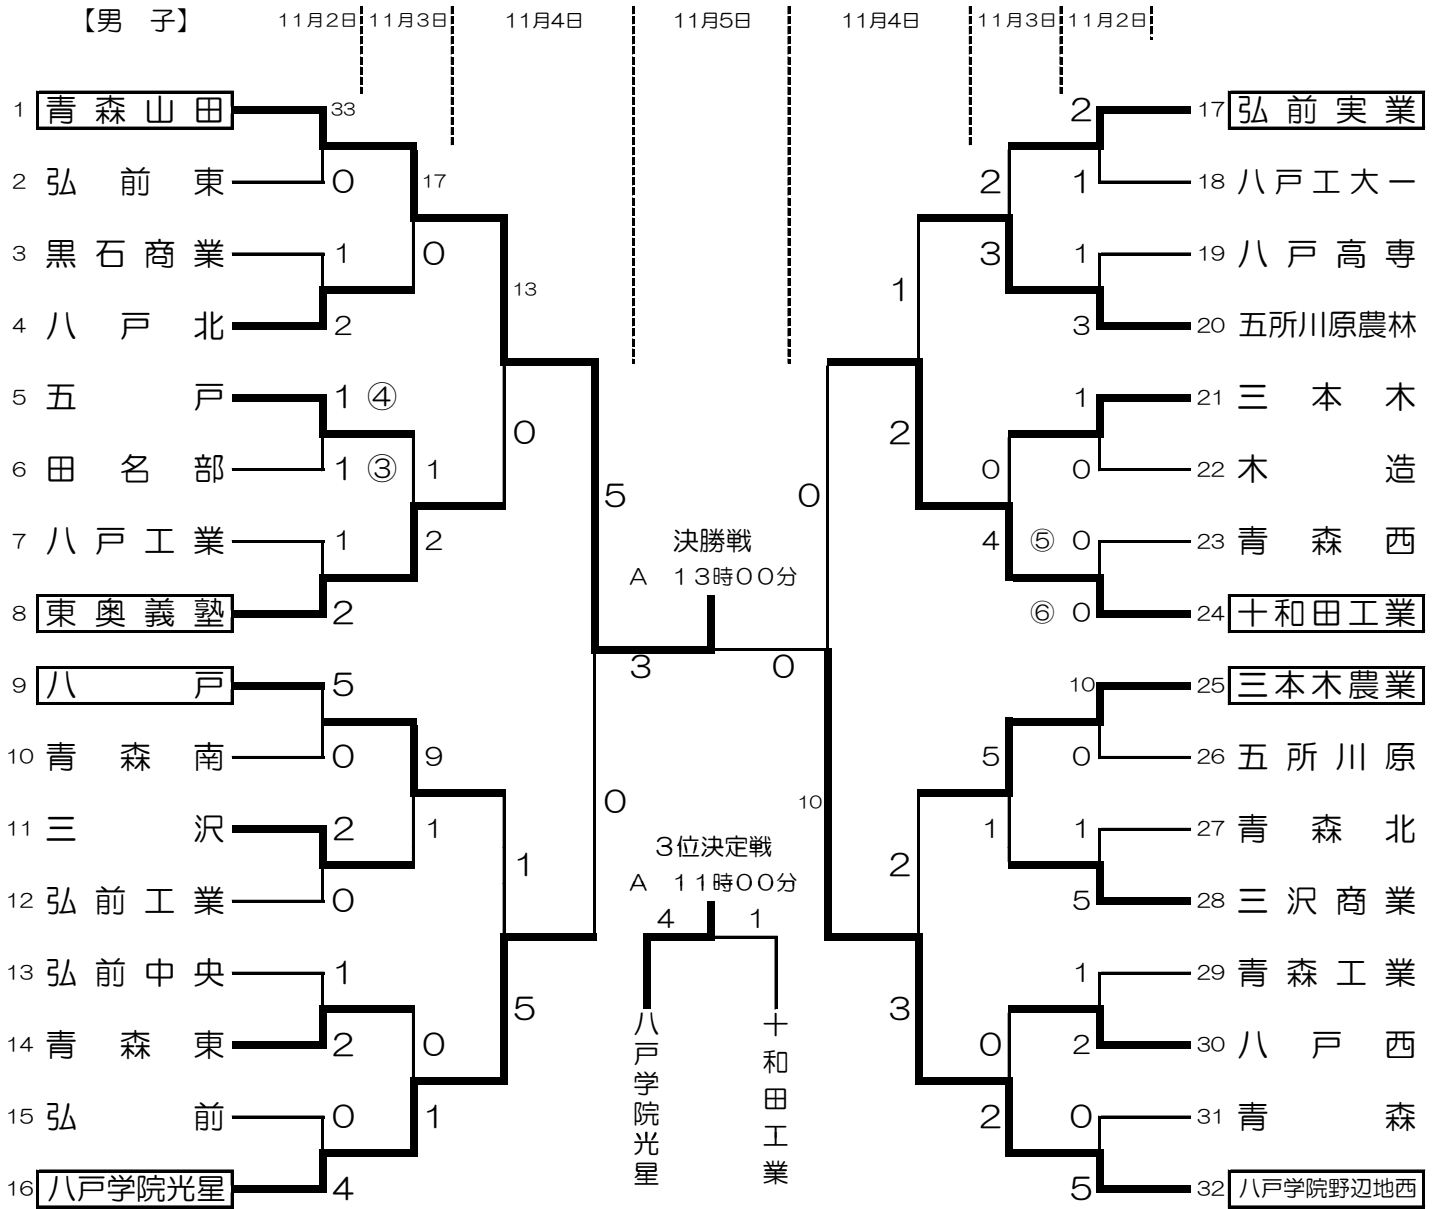 【男　子】 11月2日 11月3日 11月4日 11月5日 11月4日 11月3日 11月2日
1 青森山田 33 2 17 弘前実業
2 弘前東 0 17 2 1 18 八戸工大一
3 黒石商業 1 0 3 1 19 八戸高専
13 1
4 八戸北 2 3 20 五所川原農林
5 五戸 1 ④ 1 21 三本木
0 2
6 田名部 1 ③ 1 0 0 22 木造
5 0
7 八戸工業 1 2 決勝戦 4 ⑤ 0 23 青森西
A　13時00分
8 東奥義塾 2 ⑥ 0 24 十和田工業
3 0
9 八戸 5 10 25 三本木農業
10 青森南 0 9 5 0 26 五所川原
0 10
11 三沢 2 1 1 1 27 青森北
3位決定戦
1 2
A　11時00分
12 弘前工業 0 5 28 三沢商業
4 1
13 弘前中央 1 1 29 青森工業
5 3
14 青森東 2 0 0 2 30 八戸西
15 弘前 0 1 2 0 31 青森
八戸学院光星
十和田工業
16 八戸学院光星 4 5 32 八戸学院野辺地西